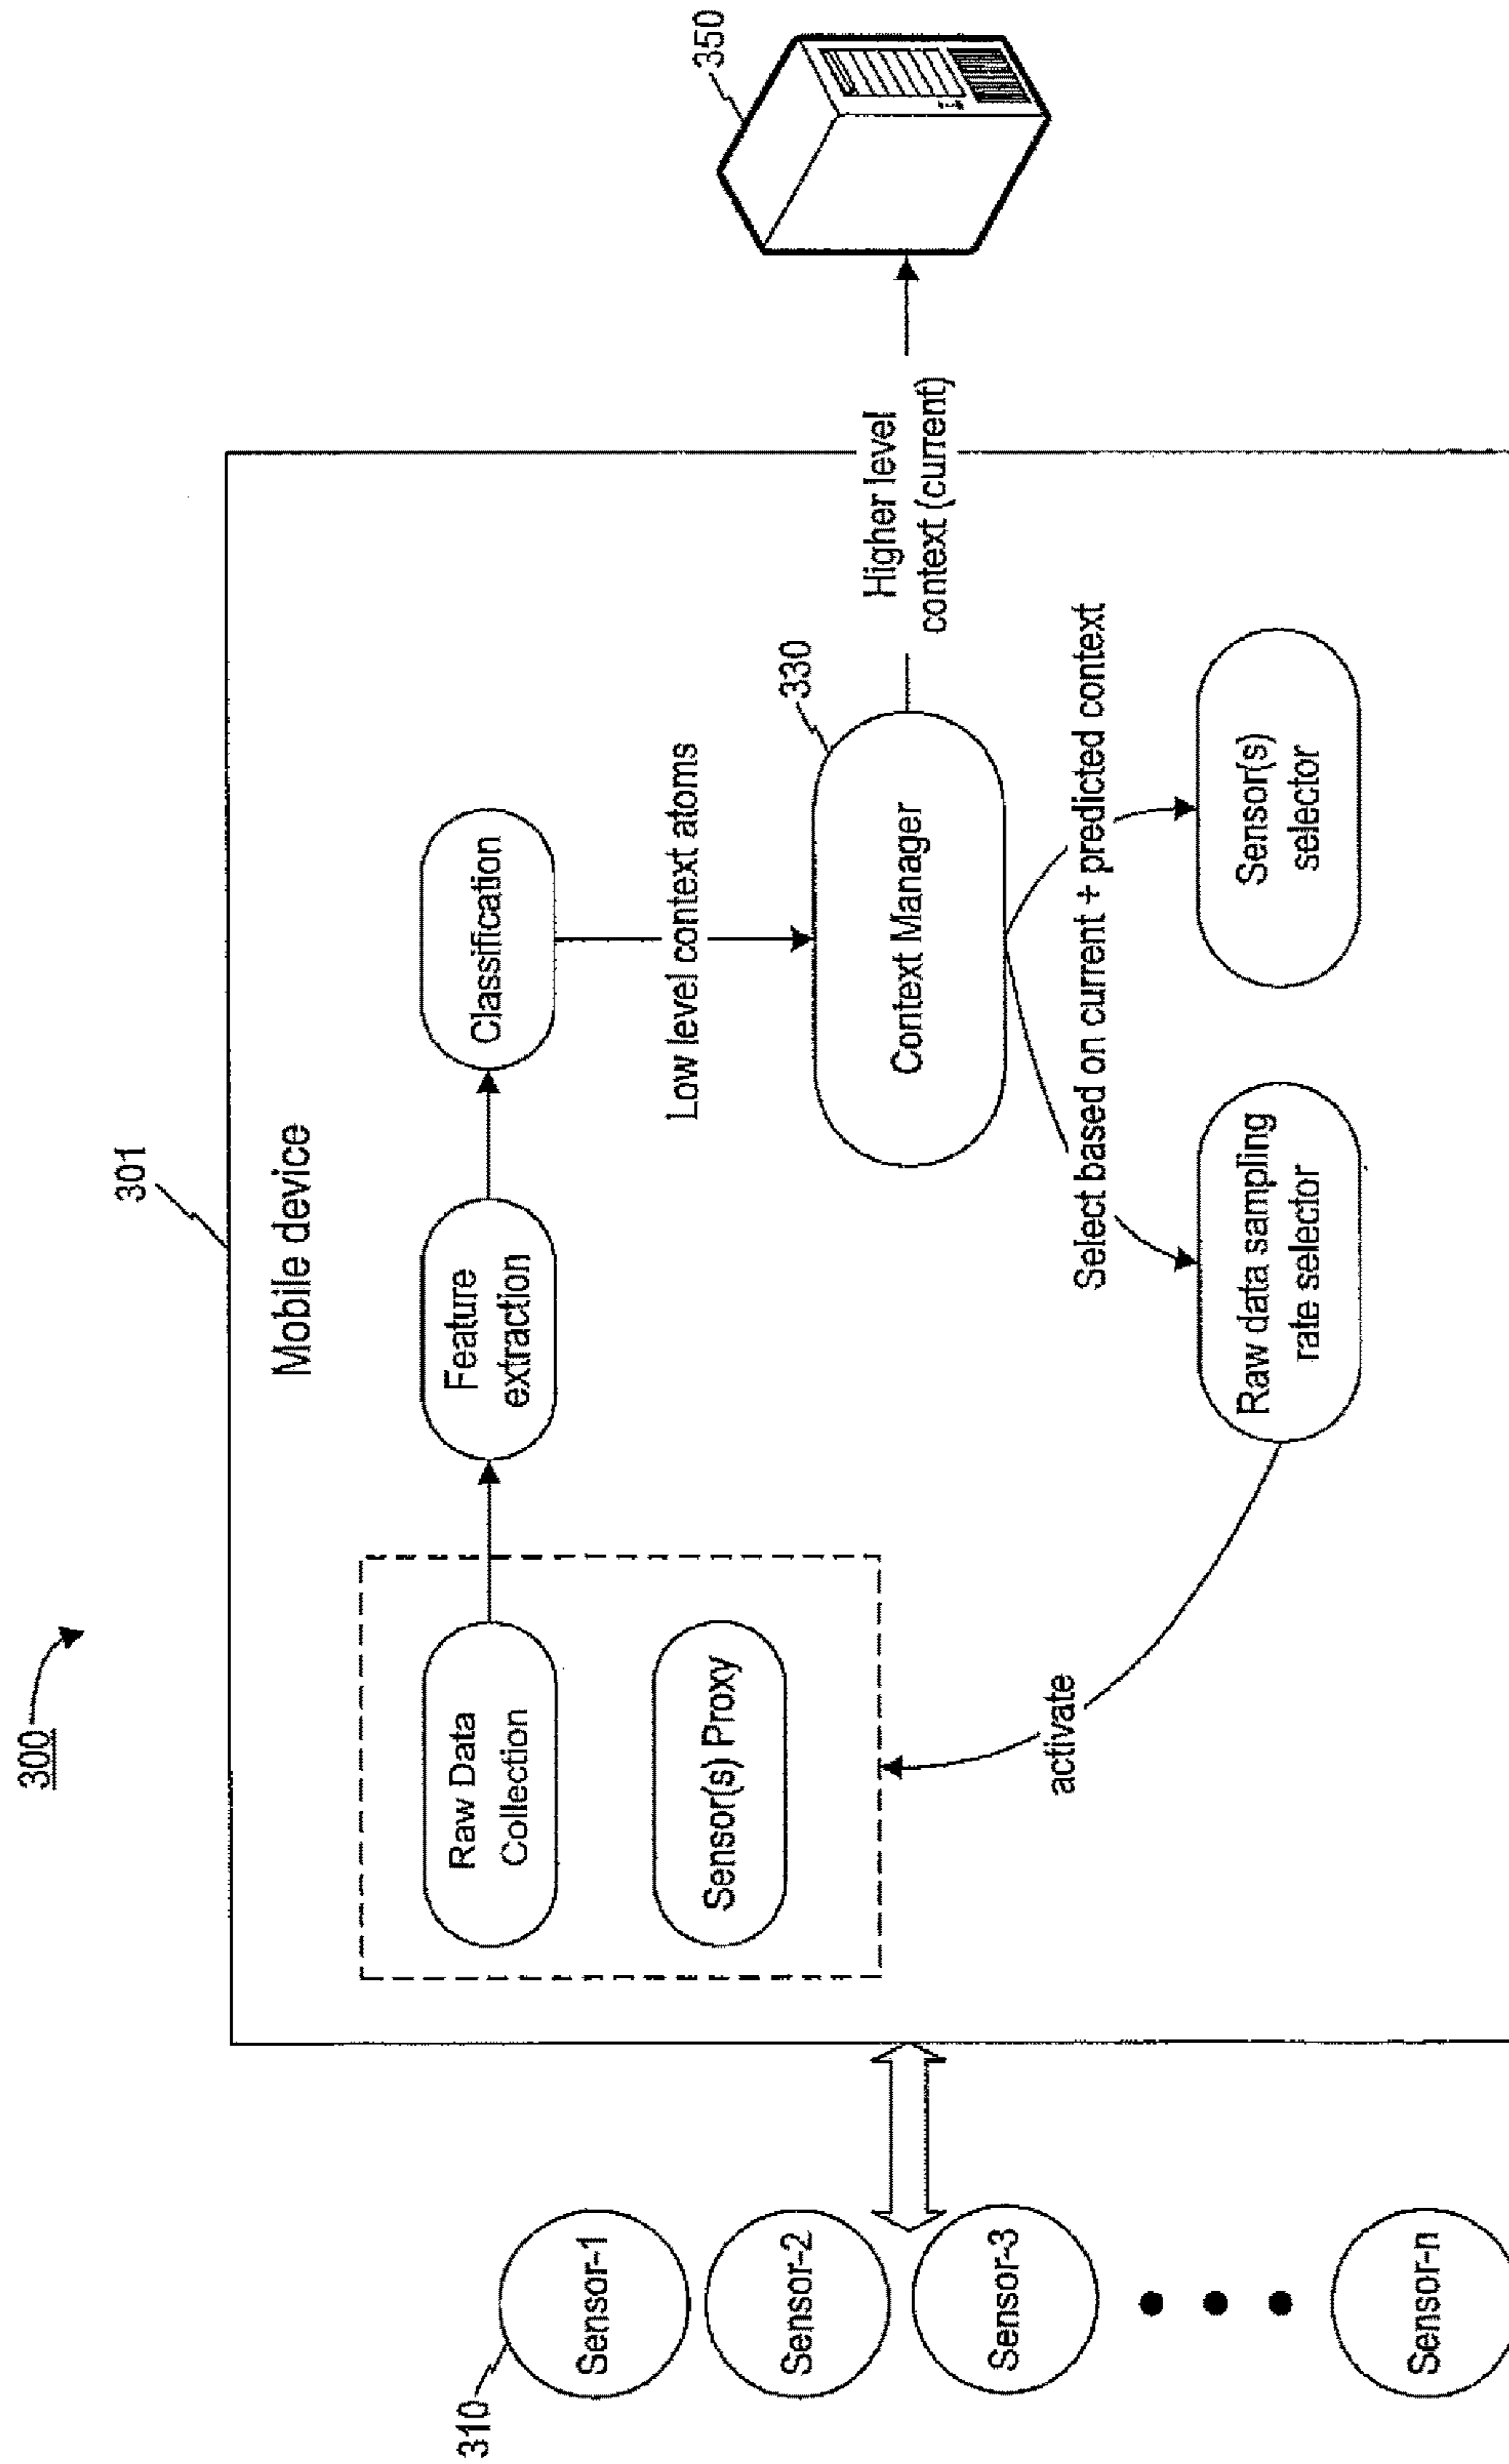 300
301
Mobile device
310
Sensor-1
Sensor-2
Sensor-3
Sensor-n
Raw Data
Collection
Sensor(s) Proxy
Feature
extraction
Classification
Low level context atoms
330
Context Manager
Higher level
context (current)
350
Select based on current + predicted context
Raw data sampling
rate selector
Sensor(s)
selector
activate